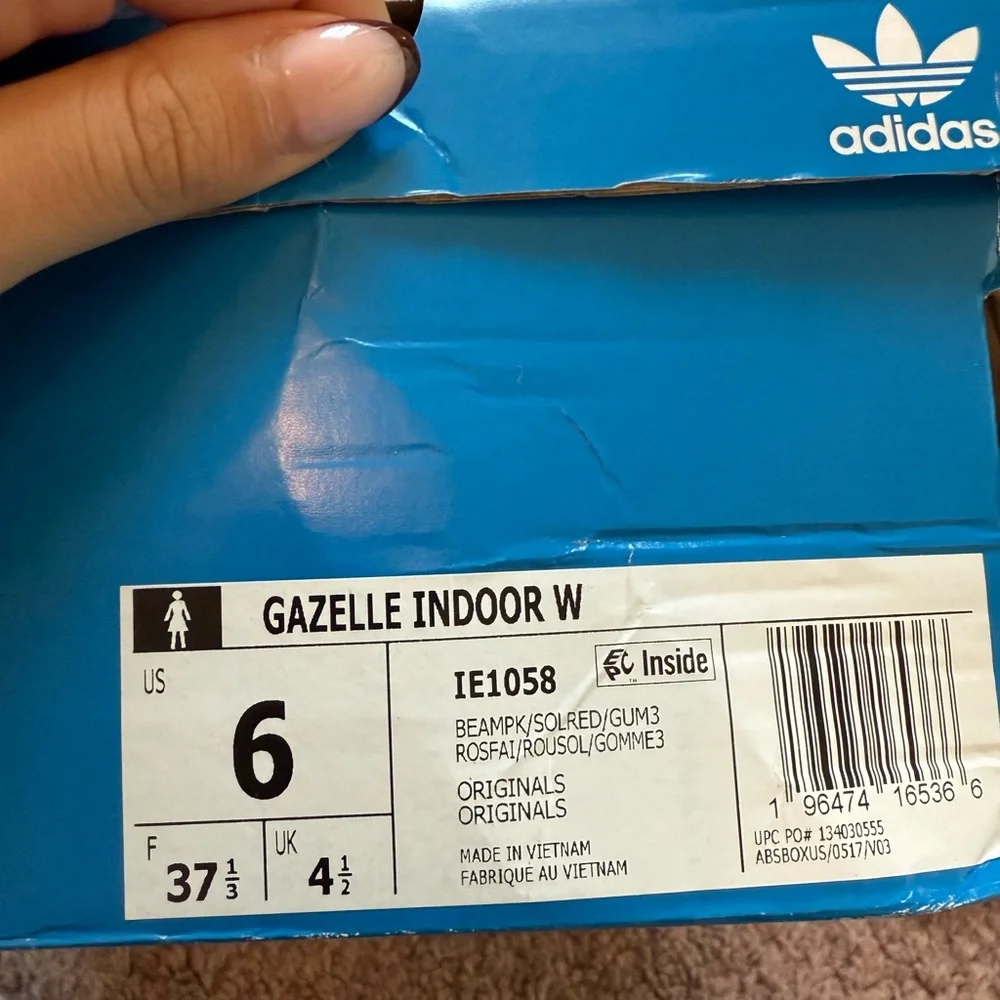 adidas
GAZELLE INDOOR W
US
6
F
37 1/3
UK
4 1/2
IE1058
EPC Inside
™
BEAMPK/SOLRED/GUM3
ROSFAI/ROUSOL/GOMME3
ORIGINALS
ORIGINALS
MADE IN VIETNAM
FABRIQUE AU VIETNAM
1 96474 16536 6
UPC PO# 134030555
ABSBOXUS/0517/V03